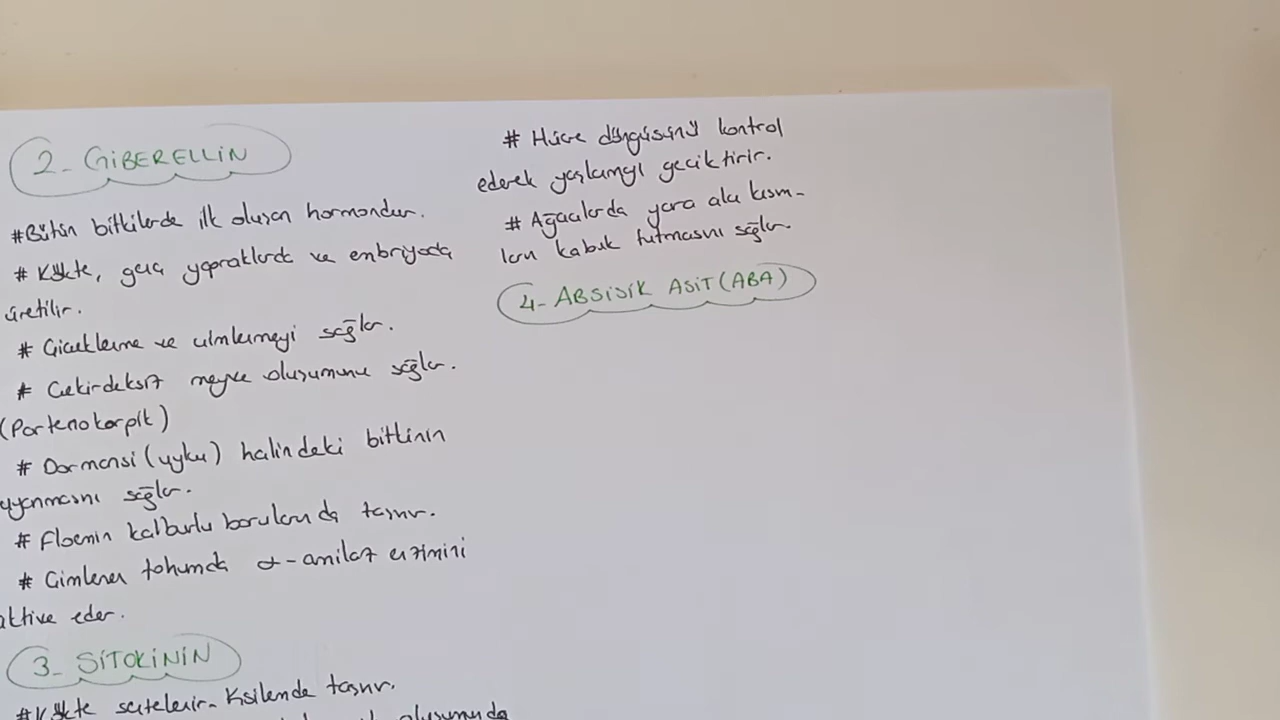 2- GİBERELLİN
#Bütün bitkilerde ilk oluşan hormondur.
# Kökte, genç yapraklarda ve embriyoda
üretilir.
# Çiçeklenme ve çimlenmeyi sağlar.
# Çekirdeksiz meyve oluşumunu sağlar.
(Partenokarpik)
# Dormansi (uyku) halindeki bitkinin
uyanmasını sağlar.
# Floemin kalburlu borularında taşınır.
# Çimlenen tohumda α-amilaz enzimini
aktive eder.
3- SİTOKİNİN
#Kökte sentezlenir. Ksilemde taşınır.
oluşumunda
# Hücre döngüsünü kontrol
ederek yaşlanmayı geciktirir.
# Ağaçlarda yara alan kısım-
ların kabuk tutmasını sağlar.
4- ABSİSİK ASİT (ABA)